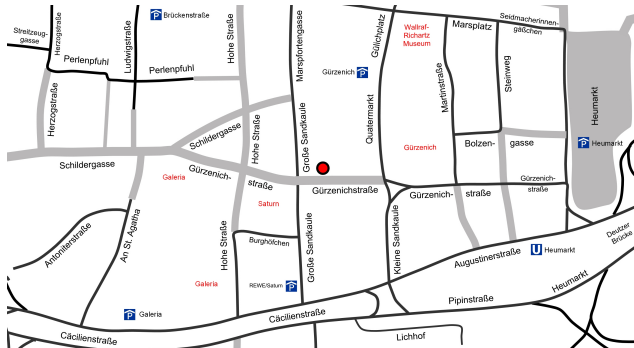 Streitzeug-
gasse
Herzogstraße
Perlenpfuhl
Ludwigstraße
P
Brückenstraße
Perlenpfuhl
Hohe Straße
Marspfortengasse
Gülichplatz
Wallraf-
Richartz
Museum
Marsplatz
Seidmacherinnen-
gäßchen
Gürzenich
P
Martinstraße
Steinweg
Heumarkt
Herzogstraße
Schildergasse
Hohe Straße
Große Sandkaule
Quatermarkt
Gürzenich
Bolzen-
gasse
P
Heumarkt
Schildergasse
Galeria
Gürzenich-
straße
Gürzenichstraße
Gürzenich-
straße
Gürzenich-
straße
Saturn
Antoniterstraße
An St. Agatha
Hohe Straße
Burghöfchen
Große Sandkaule
Kleine Sandkaule
Augustinerstraße
U
Heumarkt
Deutzer
Brücke
Galeria
REWE/Saturn
P
Heumarkt
Pipinstraße
P
Galeria
Cäcilienstraße
Cäcilienstraße
Lichhof